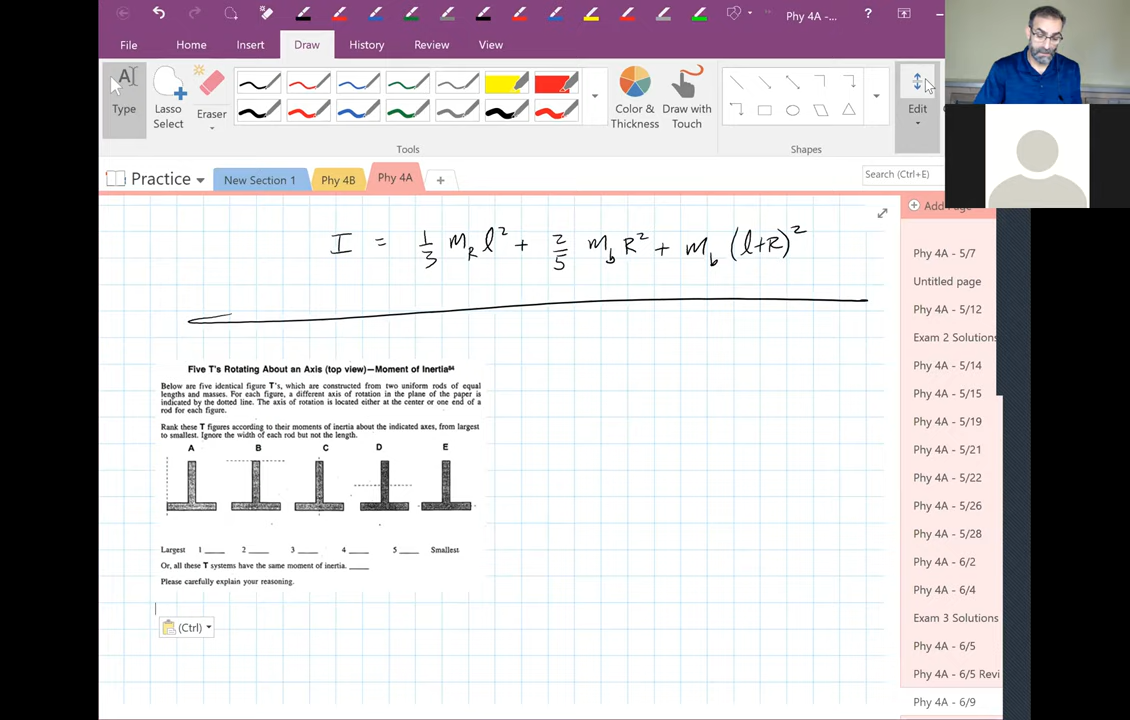 Phy 4A -...
?
File
Home
Insert
Draw
History
Review
View
Type
Lasso
Select
Eraser
Color &
Thickness
Draw with
Touch
Edit
Tools
Shapes
Practice
New Section 1
Phy 4B
Phy 4A
Search (Ctrl+E)
Add Page
I = 1/3 m_R l² + 2/5 m_b R² + m_b (l+R)²
Five T's Rotating About an Axis (top view)—Moment of Inertia⁸⁴
Below are five identical figure T's, which are constructed from two uniform rods of equal
lengths and masses. For each figure, a different axis of rotation in the plane of the paper is
indicated by the dotted line. The axis of rotation is located either at the center or one end of a
rod for each figure.
Rank these T figures according to their moments of inertia about the indicated axes, from largest
to smallest. Ignore the width of each rod but not the length.
A B C D E
Largest 1 ____ 2 ____ 3 ____ 4 ____ 5 ____ Smallest
Or, all these T systems have the same moment of inertia. ____
Please carefully explain your reasoning.
(Ctrl)
Phy 4A - 5/7
Untitled page
Phy 4A - 5/12
Exam 2 Solutions
Phy 4A - 5/14
Phy 4A - 5/15
Phy 4A - 5/19
Phy 4A - 5/21
Phy 4A - 5/22
Phy 4A - 5/26
Phy 4A - 5/28
Phy 4A - 6/2
Phy 4A - 6/4
Exam 3 Solutions
Phy 4A - 6/5
Phy 4A - 6/5 Revi
Phy 4A - 6/9